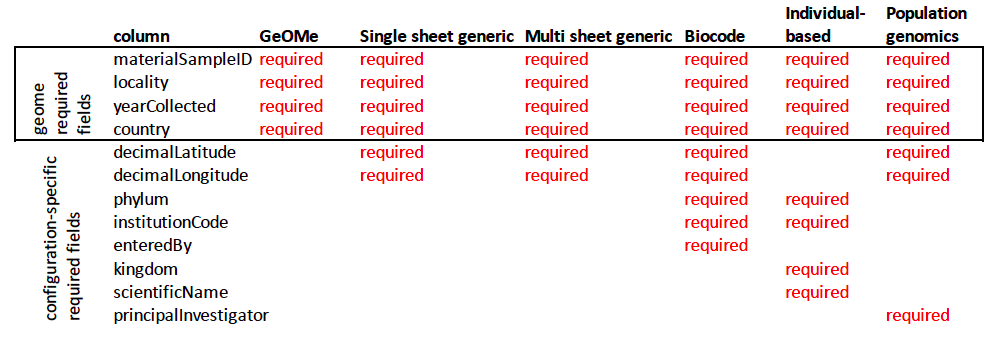 Individual- Population
column GeOMe Single sheet generic Multi sheet generic Biocode based genomics
geome required fields
materialSampleID required required required required required required
locality required required required required required required
yearCollected required required required required required required
country required required required required required required
configuration-specific required fields
decimalLatitude required required required required
decimalLongitude required required required required
phylum required required
institutionCode required required
enteredBy required
kingdom required
scientificName required
principalInvestigator required